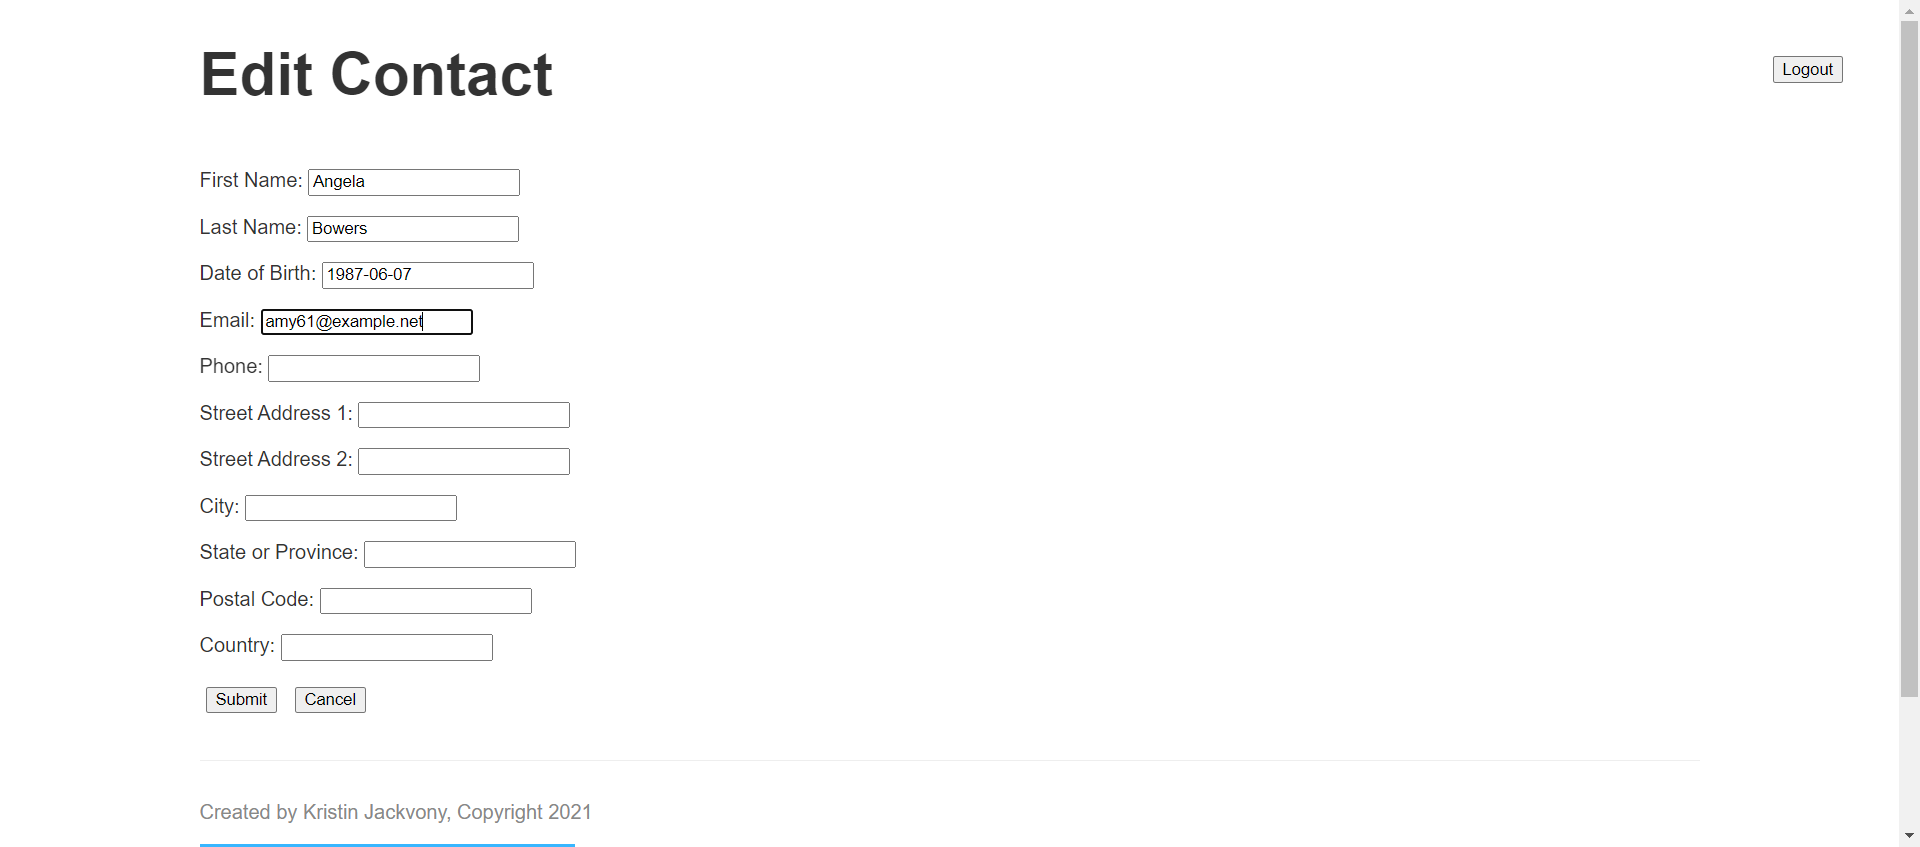 Edit Contact
Logout
First Name: Angela
Last Name: Bowers
Date of Birth: 1987-06-07
Email: amy61@example.net
Phone:
Street Address 1:
Street Address 2:
City:
State or Province:
Postal Code:
Country:
Submit Cancel
Created by Kristin Jackvony, Copyright 2021